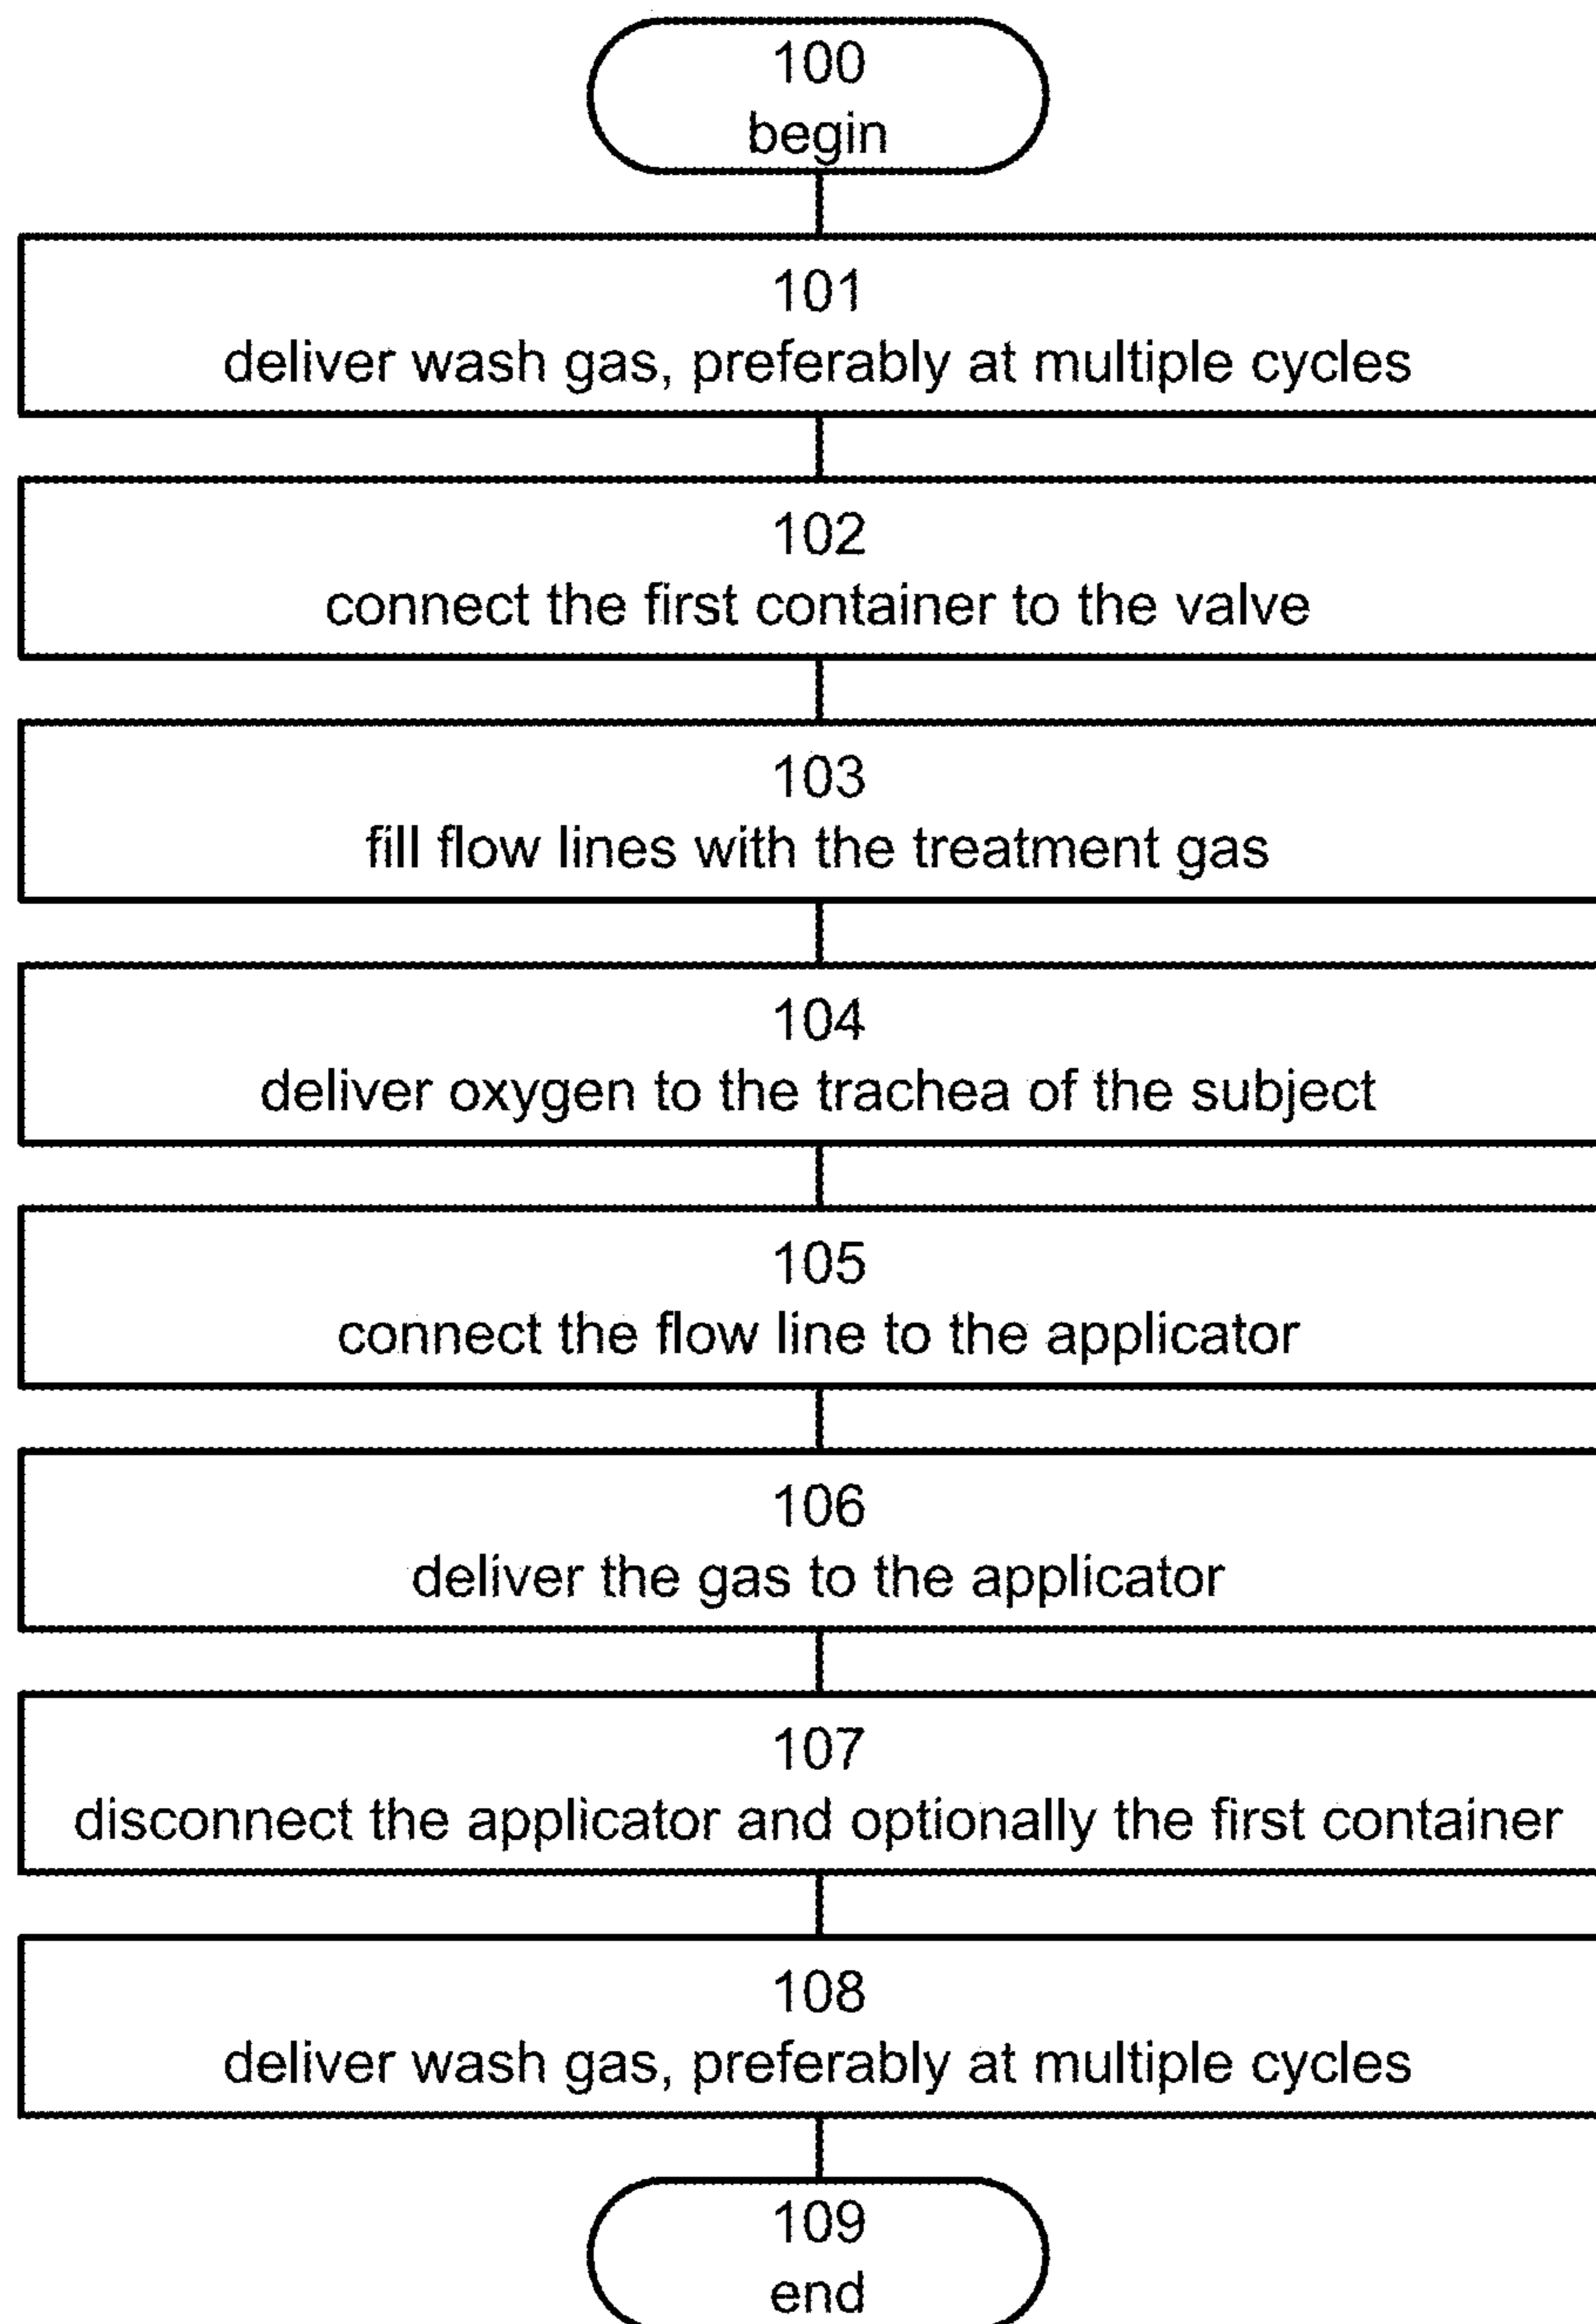 100
begin
101
deliver wash gas, preferably at multiple cycles
102
connect the first container to the valve
103
fill flow lines with the treatment gas
104
deliver oxygen to the trachea of the subject
105
connect the flow line to the applicator
106
deliver the gas to the applicator
107
disconnect the applicator and optionally the first container
108
deliver wash gas, preferably at multiple cycles
109
end